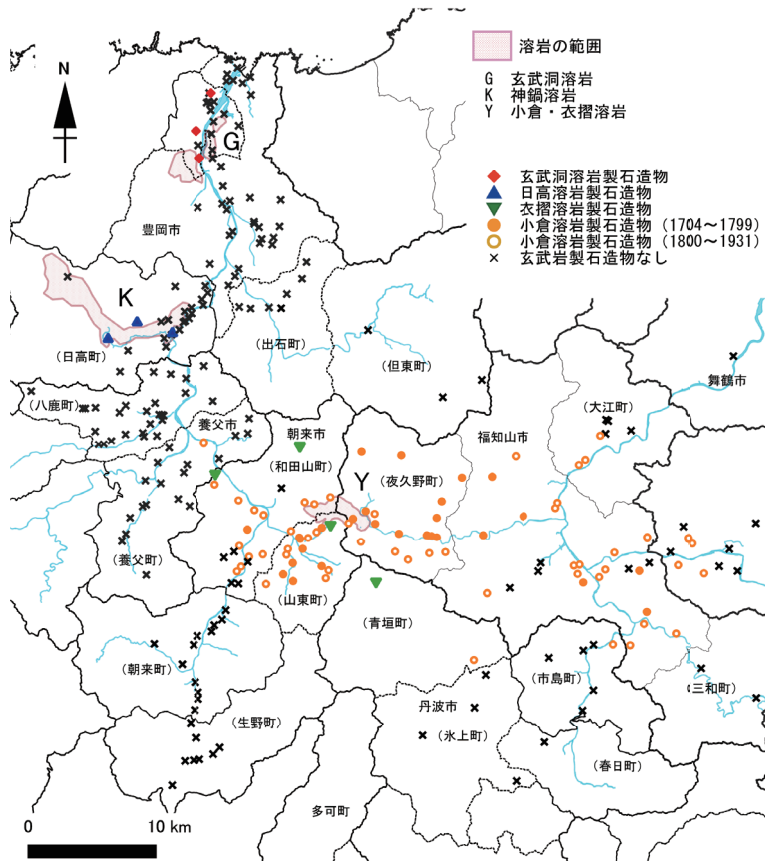 溶岩の範囲
G 玄武洞溶岩
K 神鍋溶岩
Y 小倉・衣摺溶岩
玄武洞溶岩製石造物
日高溶岩製石造物
衣摺溶岩製石造物
小倉溶岩製石造物（1704～1799）
小倉溶岩製石造物（1800～1931）
玄武岩製石造物なし
N
G
豊岡市
K
（日高町）
（出石町）
（但東町）
舞鶴市
（八鹿町）
養父市
朝来市
（和田山町）
Y
（夜久野町）
福知山市
（大江町）
（養父町）
（山東町）
（青垣町）
（朝来町）
（市島町）
（三和町）
（生野町）
丹波市
（氷上町）
（春日町）
多可町
0 10 km